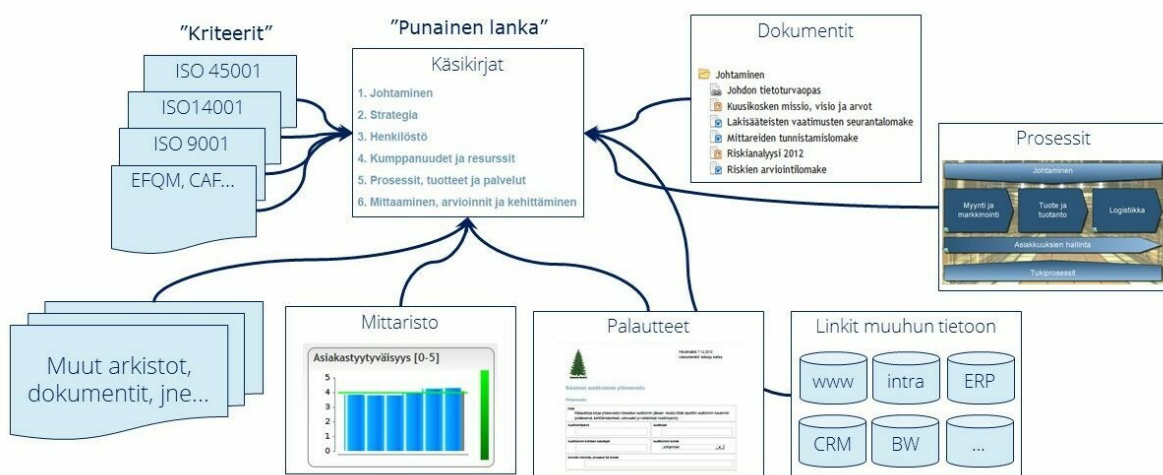 "Kriteerit"
ISO 45001
ISO14001
ISO 9001
EFQM, CAF...
"Punainen lanka"
Käsikirjat
1. Johtaminen
2. Strategia
3. Henkilöstö
4. Kumppanuudet ja resurssit
5. Prosessit, tuotteet ja palvelut
6. Mittaaminen, arvioinnit ja kehittäminen
Dokumentit
Johtaminen
Johdon tietoturvaopas
Kuusikosken missio, visio ja arvot
Lakisääteisten vaatimusten seurantalomake
Mittareiden tunnistamislomake
Riskianalyysi 2012
Riskien arviointilomake
Prosessit
Johtaminen
Myynti ja
markkinointi
Tuote ja
tuotanto
Logistiikka
Asiakkuuksien hallinta
Tukiprosessit
Muut arkistot,
dokumentit, jne...
Mittaristo
Asiakastyytyväisyys [0-5]
5
4
3
2
1
Palautteet
Linkit muuhun tietoon
www
intra
ERP
CRM
BW
...